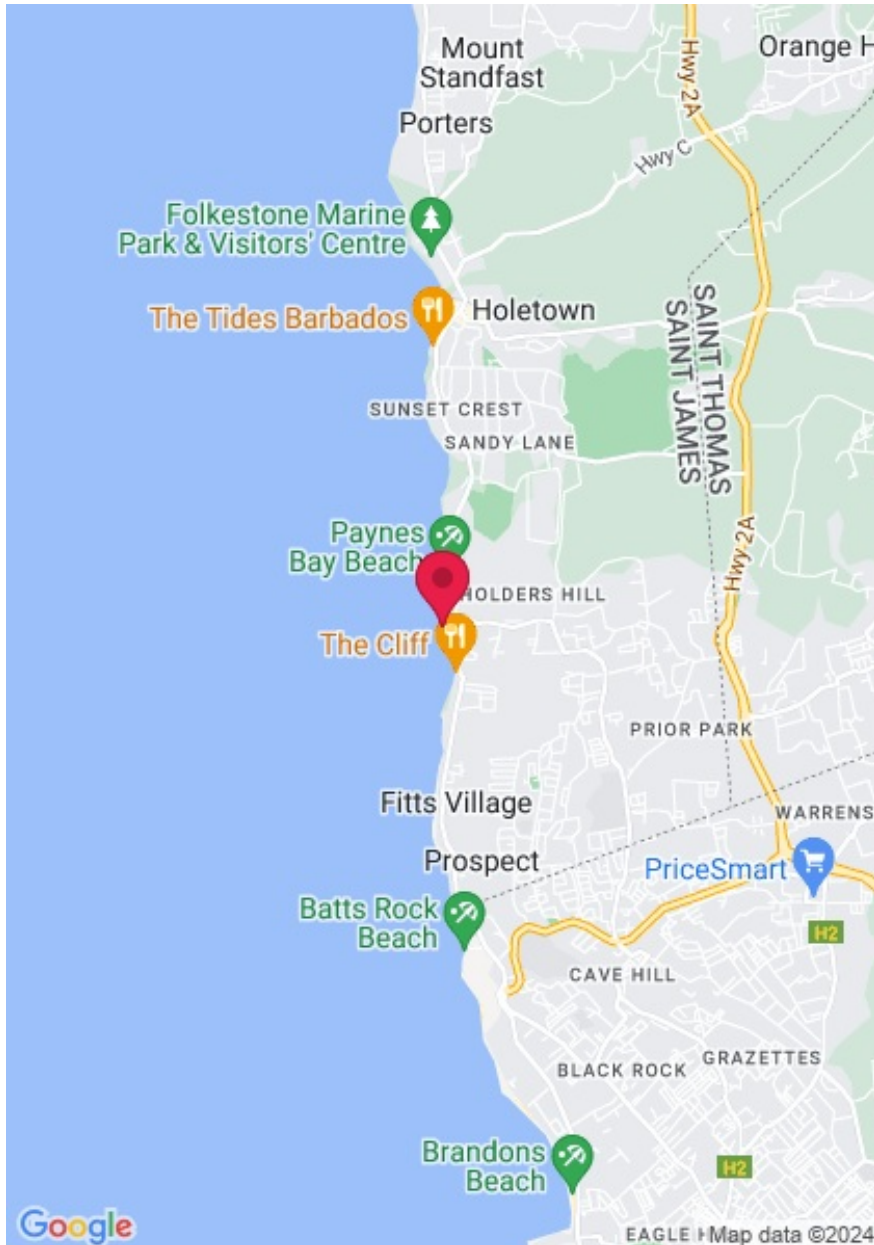 Mount
Standfast
Orange H
Hwy 2A
Porters
Hwy C
Folkestone Marine
Park & Visitors' Centre
The Tides Barbados
Holetown
SAINT THOMAS
SAINT JAMES
SUNSET CREST
SANDY LANE
Paynes
Bay Beach
Hwy 2A
HOLDERS HILL
The Cliff
PRIOR PARK
Fitts Village
WARRENS
Prospect
PriceSmart
Batts Rock
Beach
H2
CAVE HILL
GRAZETTES
BLACK ROCK
Brandons
Beach
H2
Google
EAGLE H
Map data ©2024